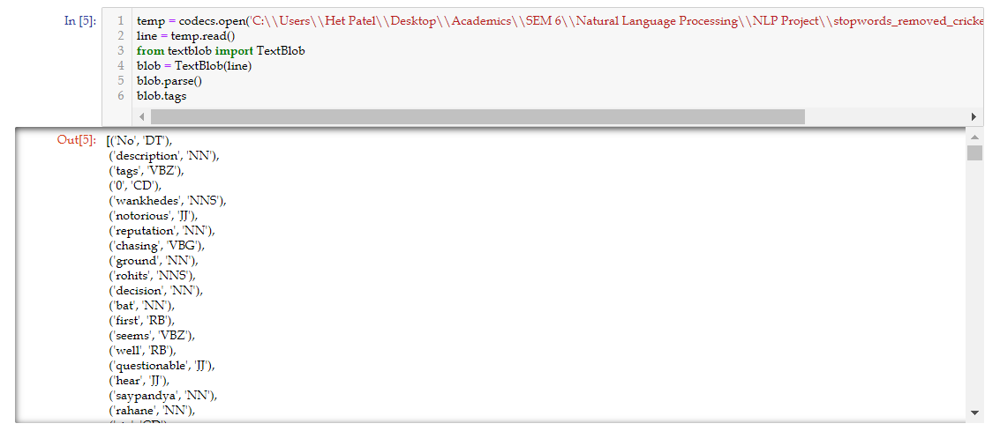 In [5]:
1 temp = codecs.open('C:\\Users\\Het Patel\\Desktop\\Academics\\SEM 6\\Natural Language Processing\\NLP Project\\stopwords_removed_cricke
2 line = temp.read()
3 from textblob import TextBlob
4 blob = TextBlob(line)
5 blob.parse()
6 blob.tags
Out[5]: [('No', 'DT'),
('description', 'NN'),
('tags', 'VBZ'),
('0', 'CD'),
('wankhedes', 'NNS'),
('notorious', 'JJ'),
('reputation', 'NN'),
('chasing', 'VBG'),
('ground', 'NN'),
('rohits', 'NNS'),
('decision', 'NN'),
('bat', 'NN'),
('first', 'RB'),
('seems', 'VBZ'),
('well', 'RB'),
('questionable', 'JJ'),
('hear', 'JJ'),
('saypandya', 'NN'),
('rahane', 'NN'),